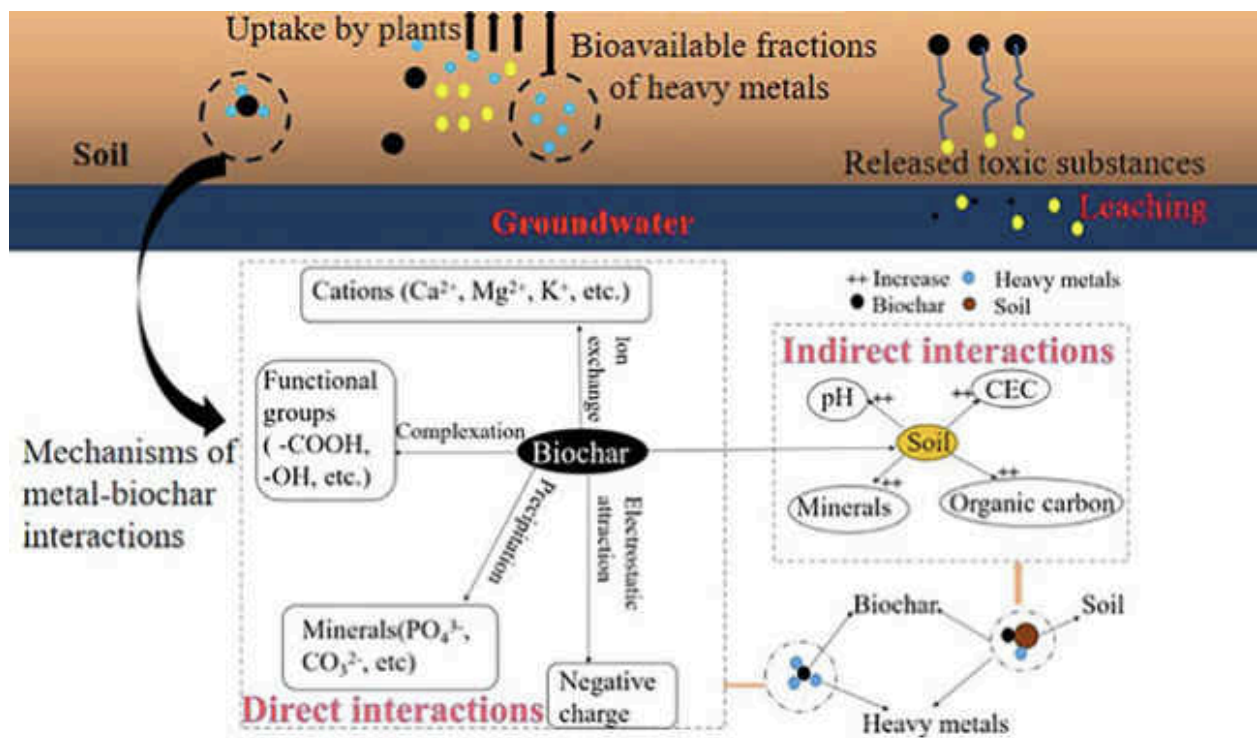 Uptake by plants
Bioavailable fractions
of heavy metals
Soil
Released toxic substances
Groundwater
Leaching
Cations (Ca²⁺, Mg²⁺, K⁺, etc.)
Ion
exchange
Functional
groups
( -COOH,
-OH, etc.)
Complexation
Biochar
Precipitation
Electrostatic
attraction
Minerals(PO₄³⁻,
CO₃²⁻, etc)
Negative
charge
Direct interactions
Mechanisms of
metal-biochar
interactions
++ Increase
Heavy metals
Biochar
Soil
Indirect interactions
pH
++
++
CEC
Soil
Minerals
++
++
Organic carbon
Biochar
Soil
Heavy metals